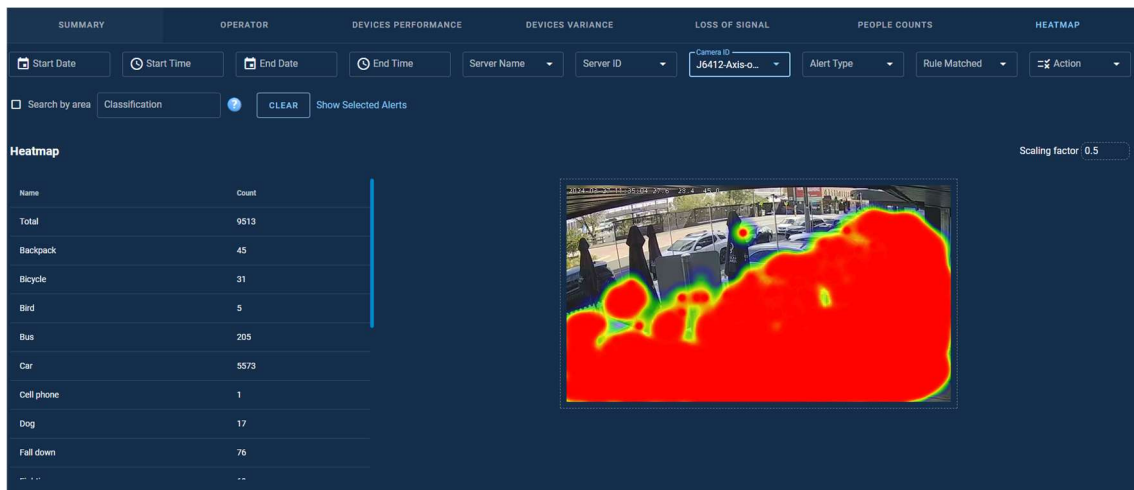 SUMMARY OPERATOR DEVICES PERFORMANCE DEVICES VARIANCE LOSS OF SIGNAL PEOPLE COUNTS HEATMAP
Camera ID
Start Date Start Time End Date End Time Server Name Server ID J6412-Axis-o... Alert Type Rule Matched Action
Search by area Classification ? CLEAR Show Selected Alerts
Heatmap Scaling factor 0.5
Name Count
Total 9513
Backpack 45
Bicycle 31
Bird 5
Bus 205
Car 5573
Cell phone 1
Dog 17
Fall down 76